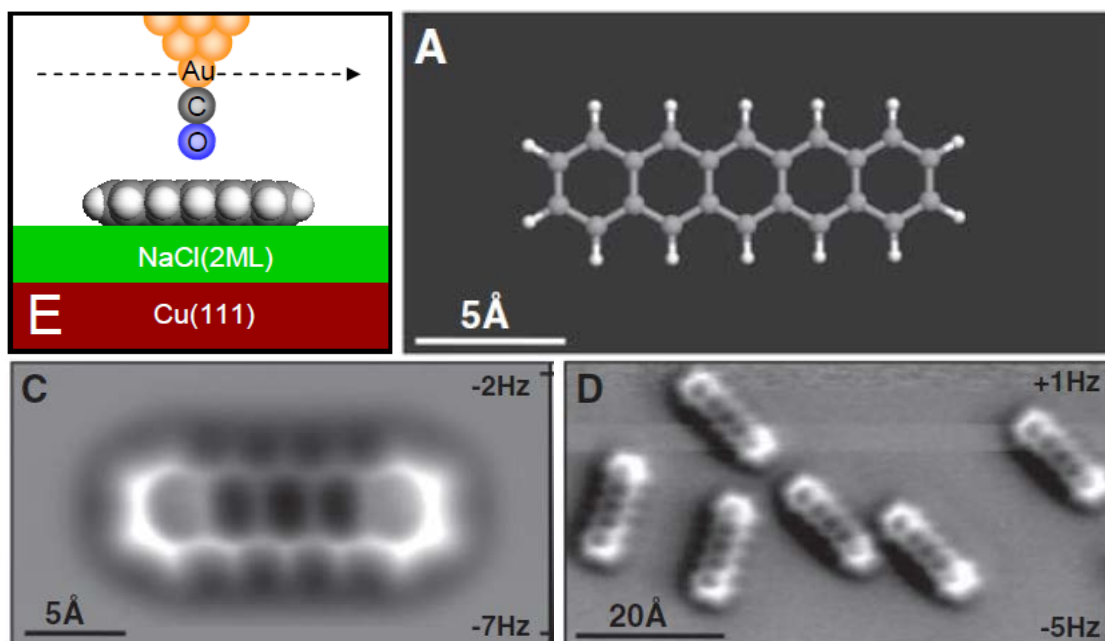 Au
C
O
NaCl(2ML)
Cu(111)
E
A
5Å
C
-2Hz
5Å
-7Hz
D
+1Hz
20Å
-5Hz